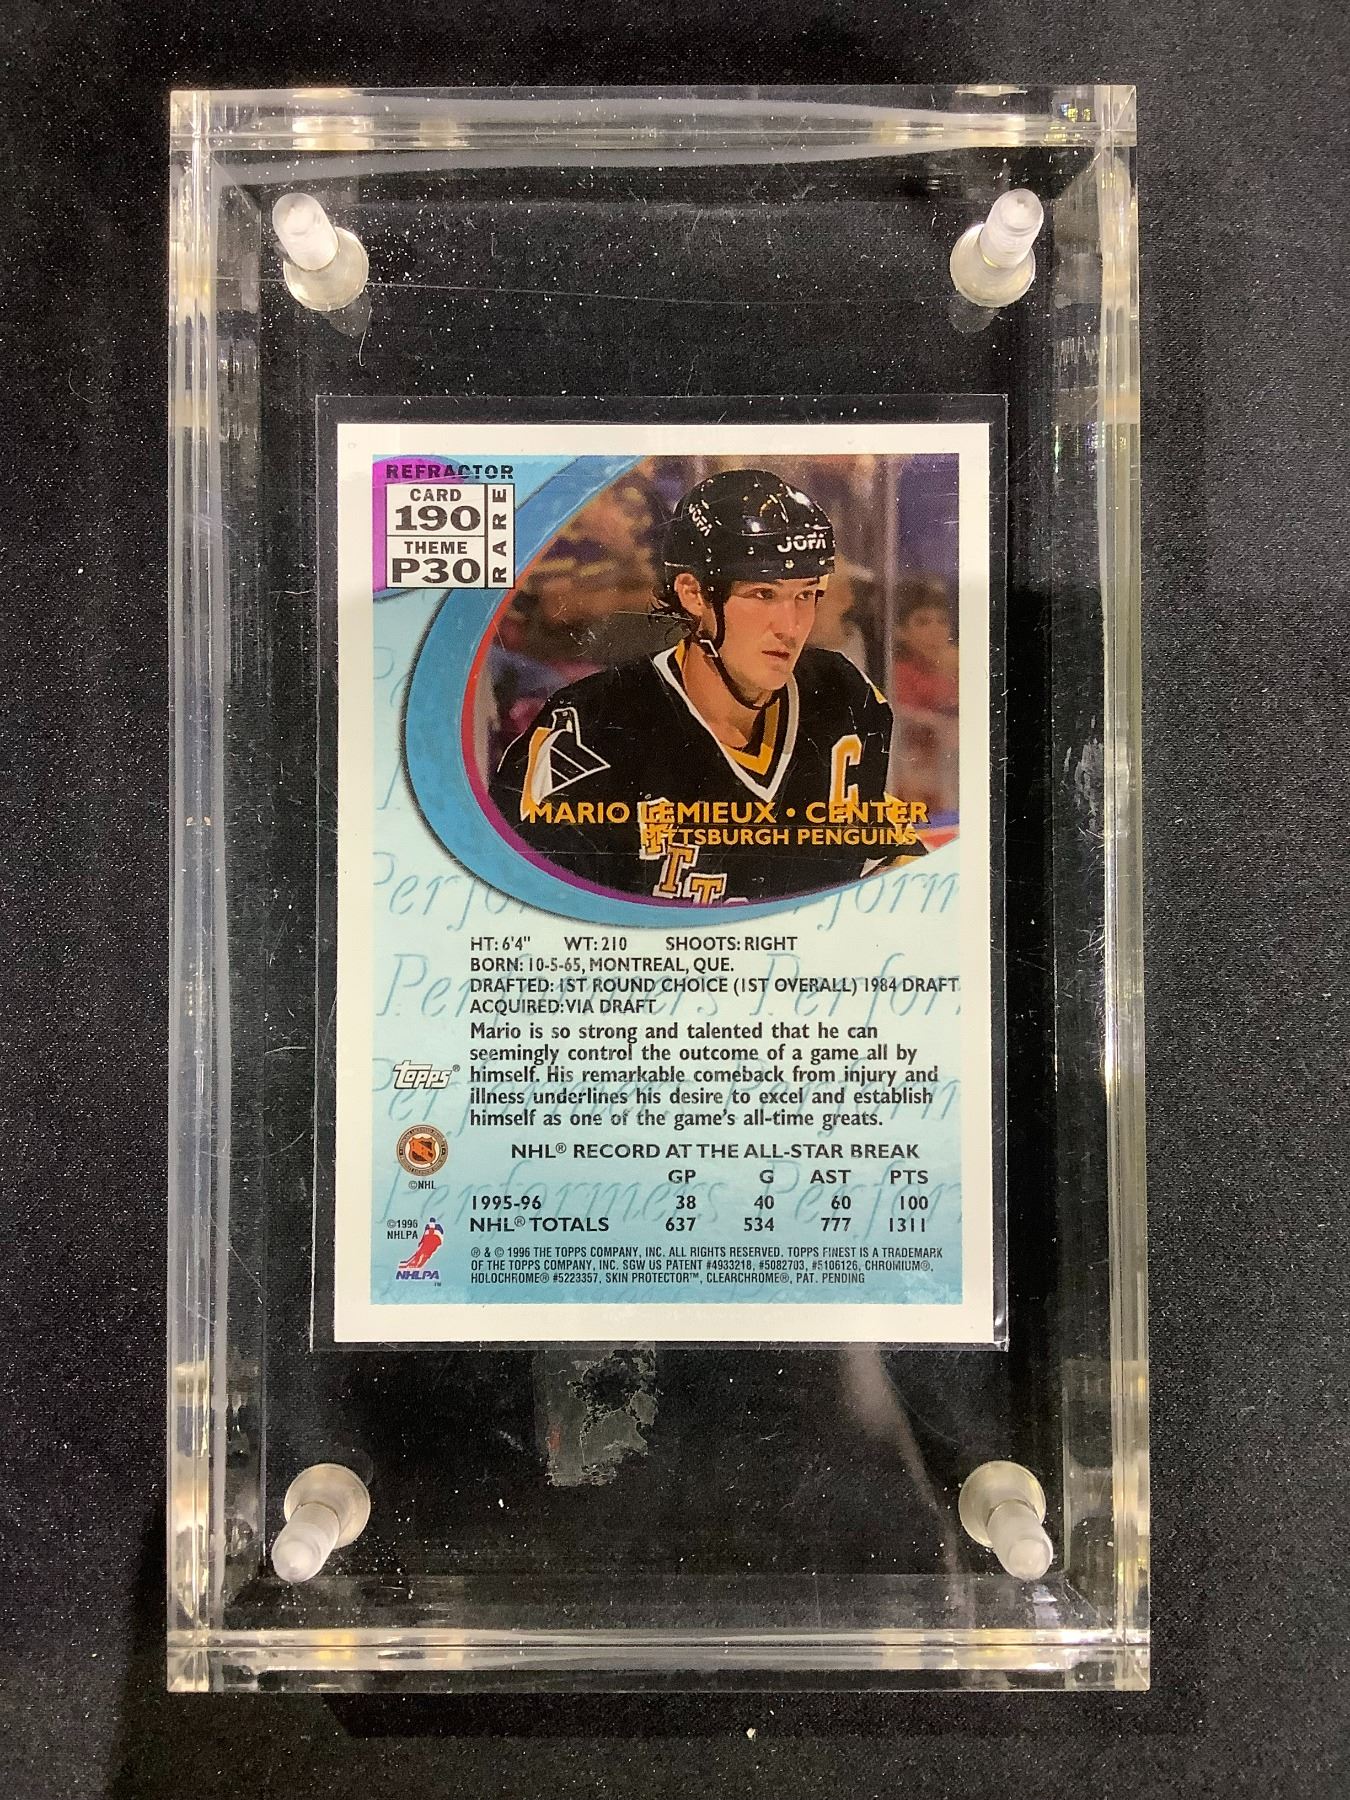 REFRACTOR
CARD
190
THEME
P30
RARE
JOFA
JOFA
C
MARIO LEMIEUX • CENTER
PITTSBURGH PENGUINS
Performers Perform
HT: 6'4" WT: 210 SHOOTS: RIGHT
BORN: 10-5-65, MONTREAL, QUE.
DRAFTED: 1ST ROUND CHOICE (1ST OVERALL) 1984 DRAFT
ACQUIRED: VIA DRAFT
Mario is so strong and talented that he can
seemingly control the outcome of a game all by
himself. His remarkable comeback from injury and
illness underlines his desire to excel and establish
himself as one of the game's all-time greats.
topps®
©NHL
©1996
NHLPA
NHLPA
™
NHL® RECORD AT THE ALL-STAR BREAK
GP G AST PTS
1995-96 38 40 60 100
NHL® TOTALS 637 534 777 1311
® & © 1996 THE TOPPS COMPANY, INC. ALL RIGHTS RESERVED. TOPPS FINEST IS A TRADEMARK
OF THE TOPPS COMPANY, INC. SGW US PATENT #4933218, #5082703, #5106126, CHROMIUM®,
HOLOCHROME® #5223357, SKIN PROTECTOR™, CLEARCHROME®, PAT. PENDING